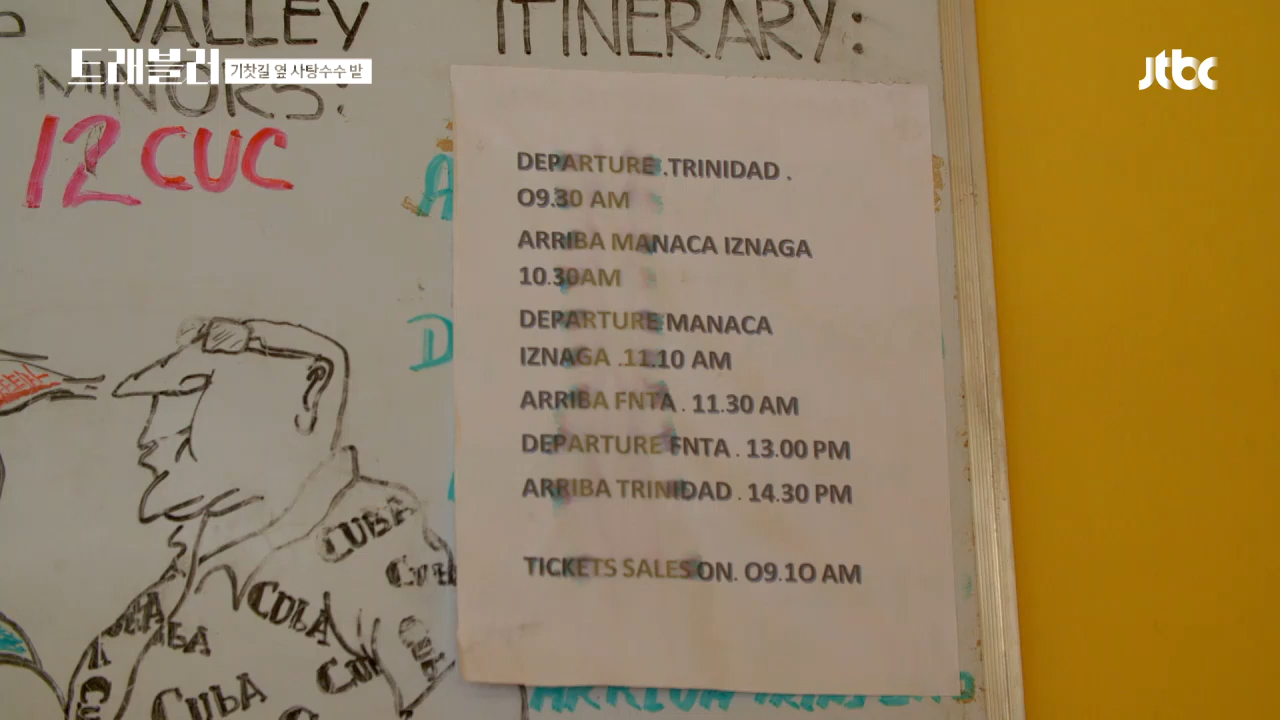 VALLEY
ITINERARY:
트래블러
기찻길 옆 사탕수수 밭
jtbc
MINORS:
12 CUC
DEPARTURE .TRINIDAD .
O9.30 AM
ARRIBA MANACA IZNAGA
10.30AM
DEPARTURE MANACA
IZNAGA .11.10 AM
ARRIBA FNTA . 11.30 AM
DEPARTURE FNTA . 13.00 PM
ARRIBA TRINIDAD . 14.30 PM
TICKETS SALES ON. O9.1O AM
CUBA
CUBA
CUBA
CUBA